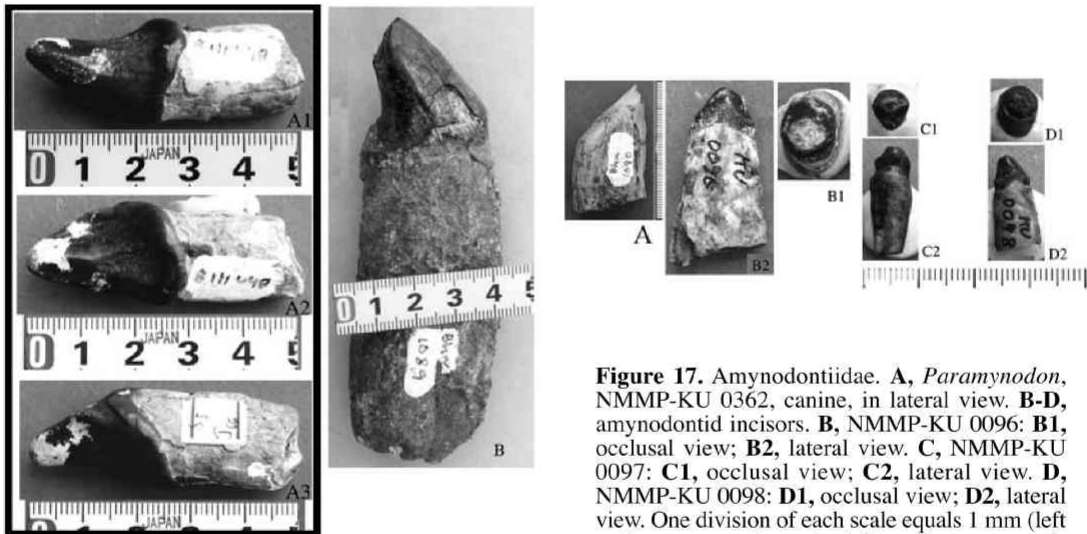 A1
JAPAN
0 1 2 3 4 5
A2
JAPAN
0 1 2 3 4 5
A3
JAPAN
0 1 2 3 4 5
1089
B
A
KU
0096
B1
B2
C1
C2
D1
KU
0098
D2
Figure 17. Amynodontiidae. A, Paramynodon,
NMMP-KU 0362, canine, in lateral view. B-D,
amynodontid incisors. B, NMMP-KU 0096: B1,
occlusal view; B2, lateral view. C, NMMP-KU
0097: C1, occlusal view; C2, lateral view. D,
NMMP-KU 0098: D1, occlusal view; D2, lateral
view. One division of each scale equals 1 mm (left